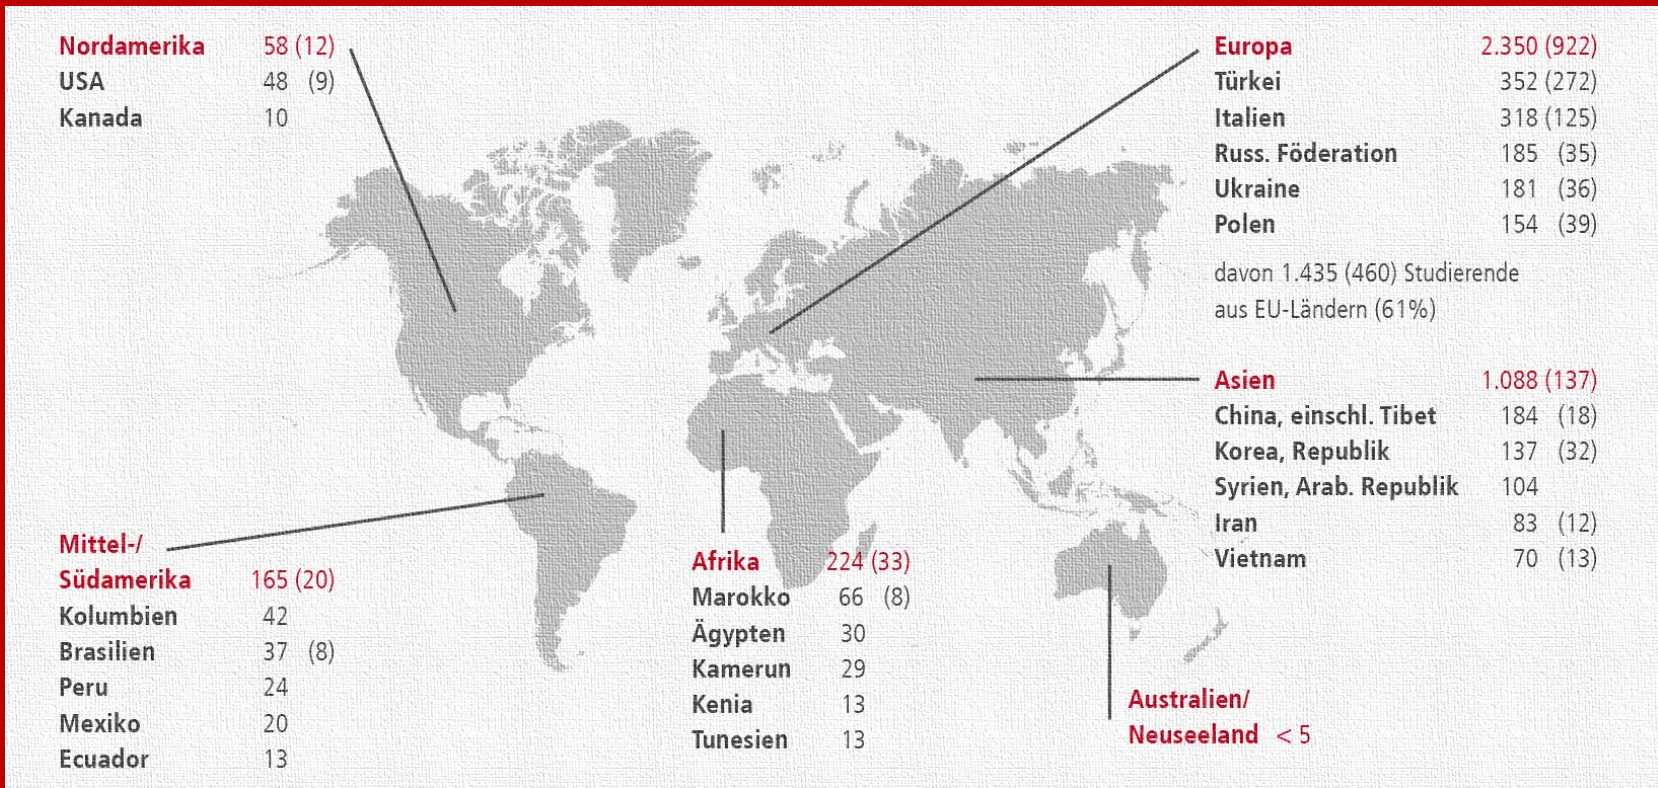 Nordamerika 58 (12)
USA 48 (9)
Kanada 10
Europa 2.350 (922)
Türkei 352 (272)
Italien 318 (125)
Russ. Föderation 185 (35)
Ukraine 181 (36)
Polen 154 (39)
davon 1.435 (460) Studierende
aus EU-Ländern (61%)
Asien 1.088 (137)
China, einschl. Tibet 184 (18)
Korea, Republik 137 (32)
Syrien, Arab. Republik 104
Iran 83 (12)
Vietnam 70 (13)
Mittel-/
Südamerika 165 (20)
Kolumbien 42
Brasilien 37 (8)
Peru 24
Mexiko 20
Ecuador 13
Afrika 224 (33)
Marokko 66 (8)
Ägypten 30
Kamerun 29
Kenia 13
Tunesien 13
Australien/
Neuseeland < 5